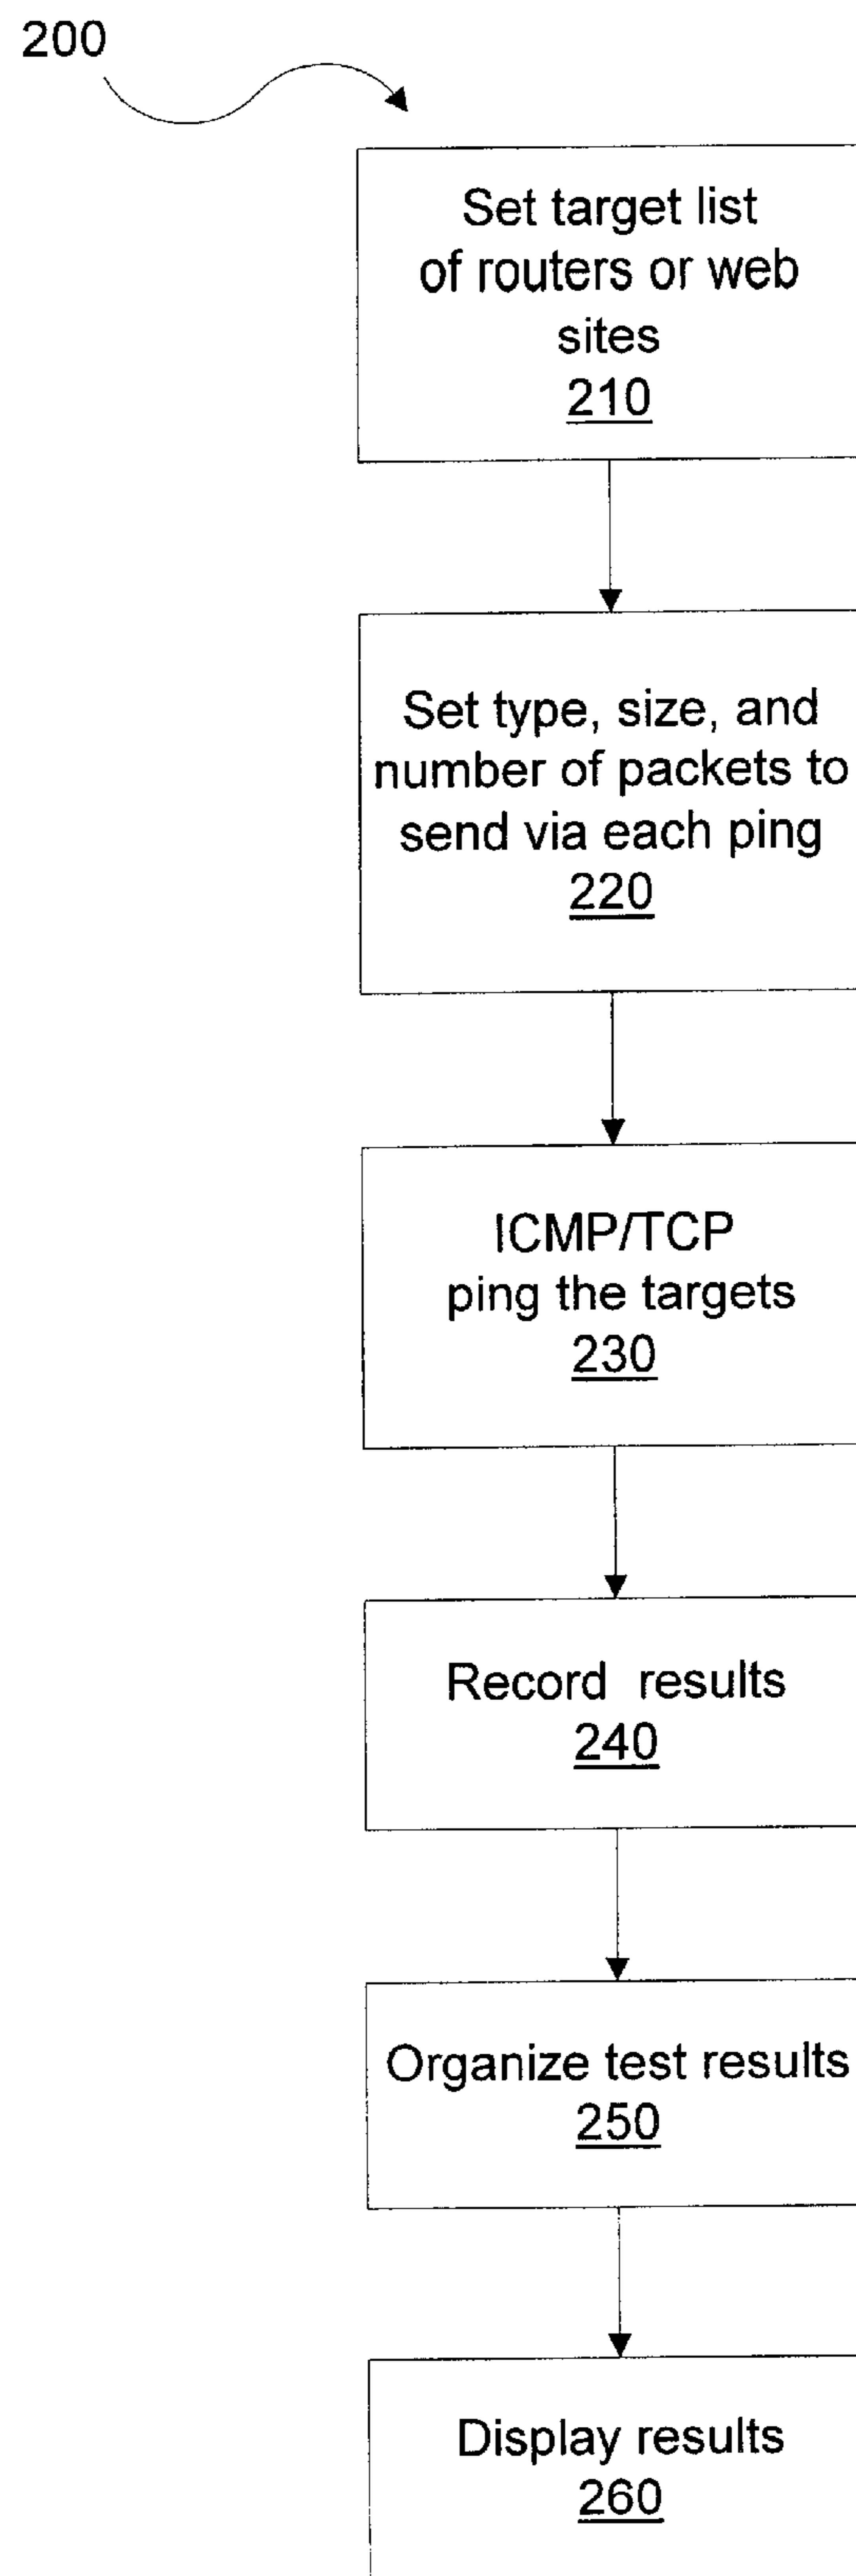 200
Set target list
of routers or web
sites
210
Set type, size, and
number of packets to
send via each ping
220
ICMP/TCP
ping the targets
230
Record results
240
Organize test results
250
Display results
260